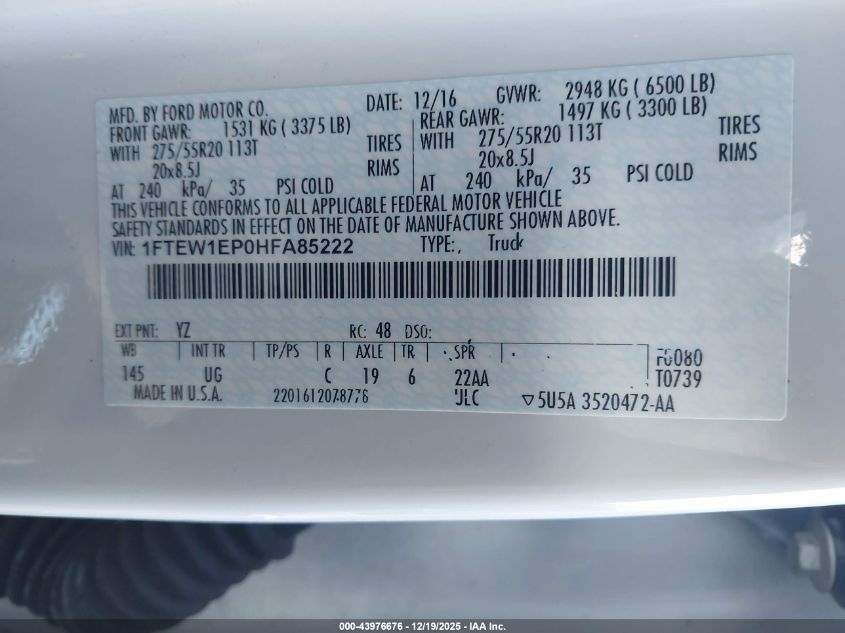 MFD. BY FORD MOTOR CO. DATE: 12/16 GVWR: 2948 KG ( 6500 LB)
FRONT GAWR: 1531 KG ( 3375 LB) REAR GAWR: 1497 KG ( 3300 LB)
WITH 275/55R20 113T TIRES WITH 275/55R20 113T TIRES
20x8.5J RIMS 20x8.5J RIMS
AT 240 kPa/ 35 PSI COLD AT 240 kPa/ 35 PSI COLD
THIS VEHICLE CONFORMS TO ALL APPLICABLE FEDERAL MOTOR VEHICLE
SAFETY STANDARDS IN EFFECT ON THE DATE OF MANUFACTURE SHOWN ABOVE.
VIN: 1FTEW1EP0HFA85222 TYPE:, Truck
EXT PNT: YZ RC: 48 DSO:
WB INT TR TP/PS R AXLE TR SPR F0080
145 UG C 19 6 22AA T0739
MADE IN U.S.A. 2201612078776 ULC ▽5U5A 3520472-AA
000-43976676 - 12/19/2025 - IAA Inc.